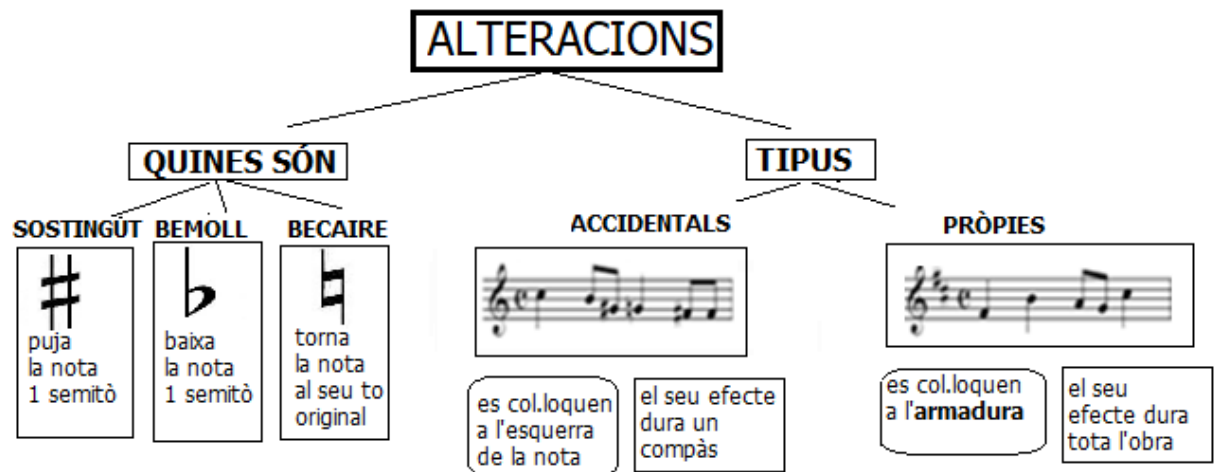 ALTERACIONS
QUINES SÓN
TIPUS
SOSTINGUT
BEMOLL
BECAIRE
puja
la nota
1 semitò
baixa
la nota
1 semitò
torna
la nota
al seu to
original
ACCIDENTALS
es col.loquen
a l'esquerra
de la nota
el seu efecte
dura un
compàs
PRÒPIES
es col.loquen
a l'armadura
el seu
efecte dura
tota l'obra